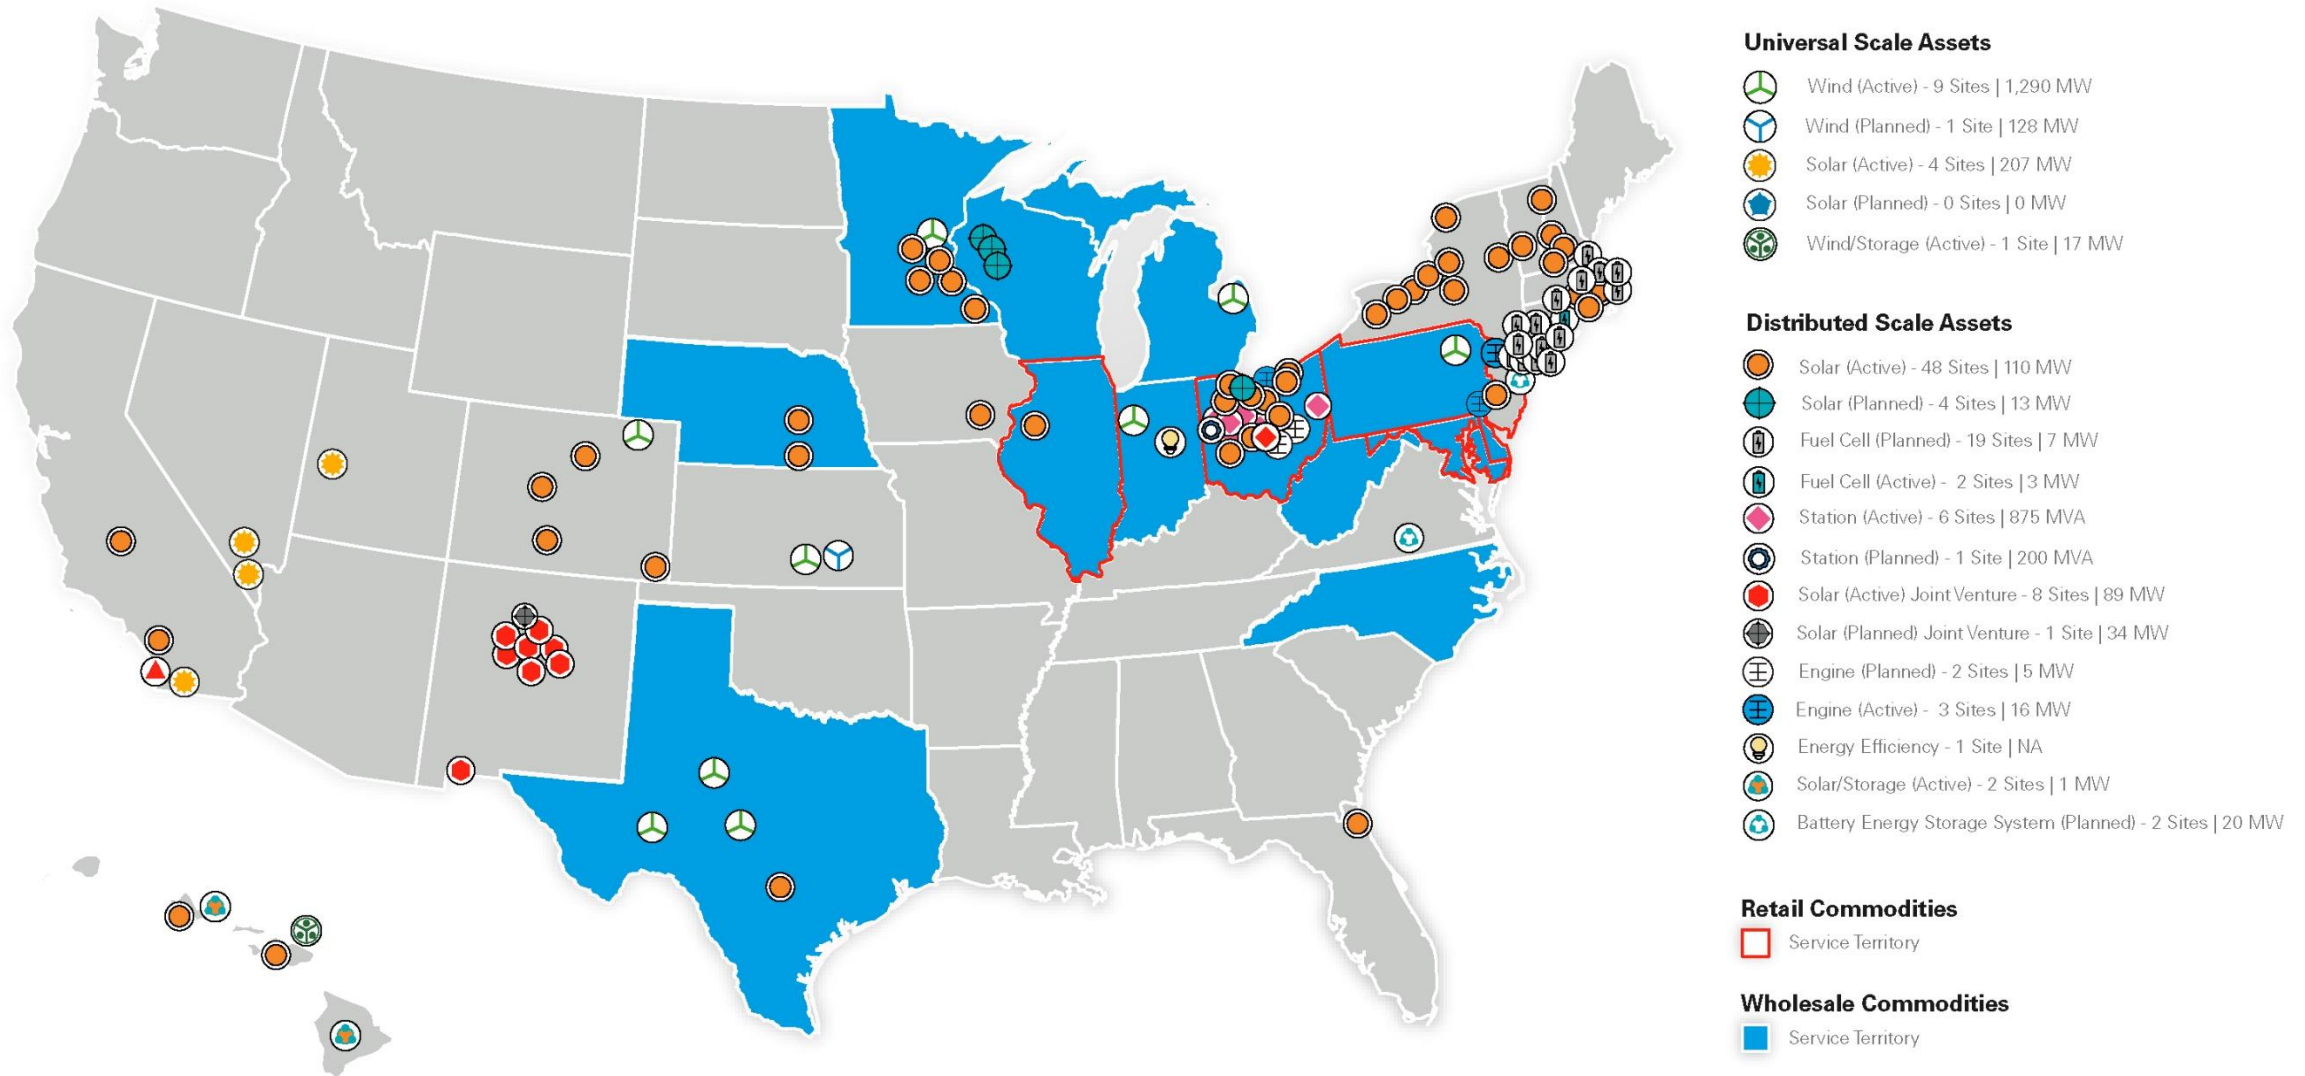 Universal Scale Assets
Wind (Active) - 9 Sites | 1,290 MW
Wind (Planned) - 1 Site | 128 MW
Solar (Active) - 4 Sites | 207 MW
Solar (Planned) - 0 Sites | 0 MW
Wind/Storage (Active) - 1 Site | 17 MW
Distributed Scale Assets
Solar (Active) - 48 Sites | 110 MW
Solar (Planned) - 4 Sites | 13 MW
Fuel Cell (Planned) - 19 Sites | 7 MW
Fuel Cell (Active) - 2 Sites | 3 MW
Station (Active) - 6 Sites | 875 MVA
Station (Planned) - 1 Site | 200 MVA
Solar (Active) Joint Venture - 8 Sites | 89 MW
Solar (Planned) Joint Venture - 1 Site | 34 MW
Engine (Planned) - 2 Sites | 5 MW
Engine (Active) - 3 Sites | 16 MW
Energy Efficiency - 1 Site | NA
Solar/Storage (Active) - 2 Sites | 1 MW
Battery Energy Storage System (Planned) - 2 Sites | 20 MW
Retail Commodities
Service Territory
Wholesale Commodities
Service Territory